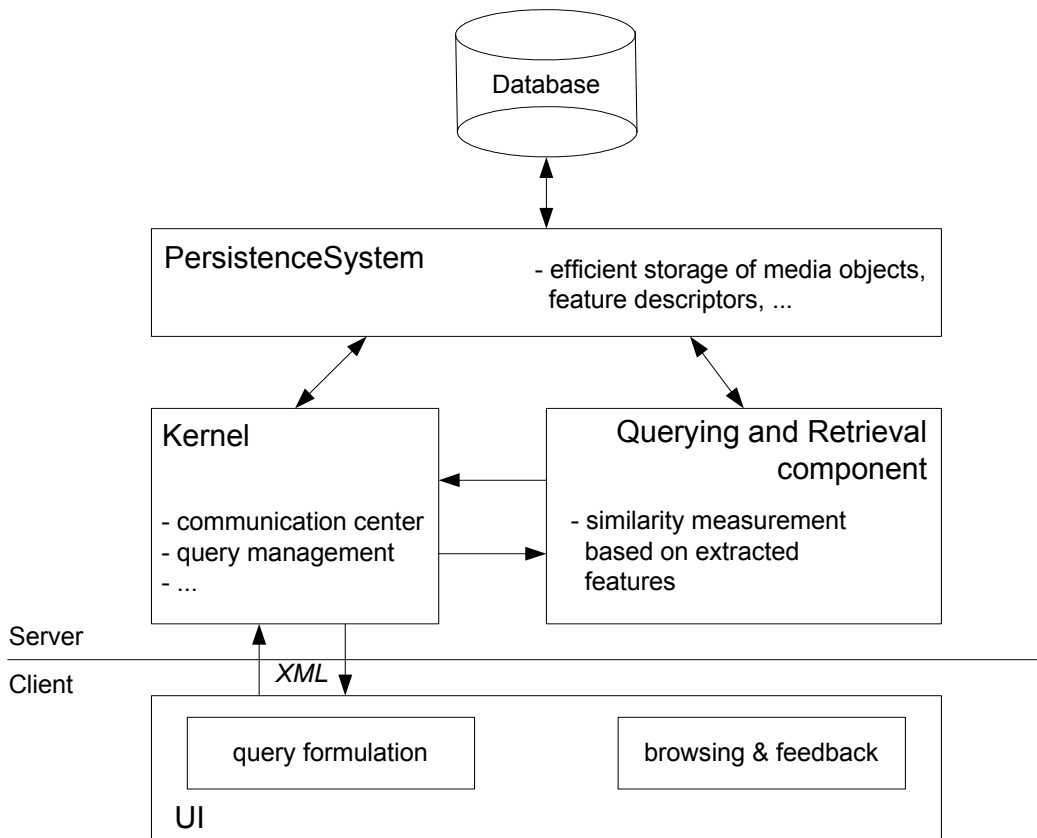 Database
PersistenceSystem
- efficient storage of media objects,
feature descriptors, ...
Kernel
- communication center
- query management
- ...
Querying and Retrieval
component
- similarity measurement
based on extracted
features
Server
Client
XML
query formulation
browsing & feedback
UI